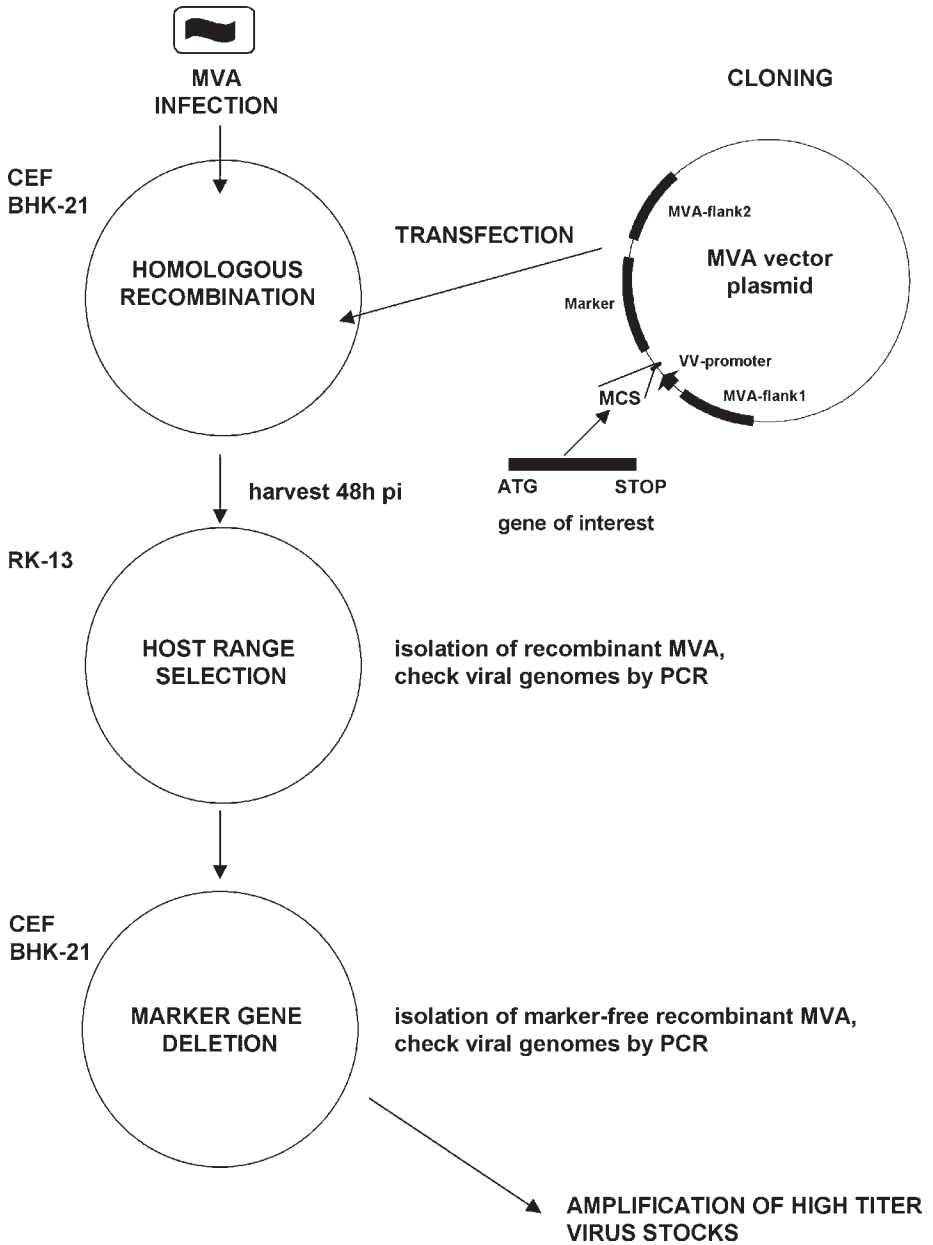 MVA
INFECTION
CLONING
CEF
BHK-21
HOMOLOGOUS
RECOMBINATION
TRANSFECTION
MVA-flank2
MVA vector
plasmid
Marker
VV-promoter
MCS
MVA-flank1
ATG
STOP
gene of interest
harvest 48h pi
RK-13
HOST RANGE
SELECTION
isolation of recombinant MVA,
check viral genomes by PCR
CEF
BHK-21
MARKER GENE
DELETION
isolation of marker-free recombinant MVA,
check viral genomes by PCR
AMPLIFICATION OF HIGH TITER
VIRUS STOCKS